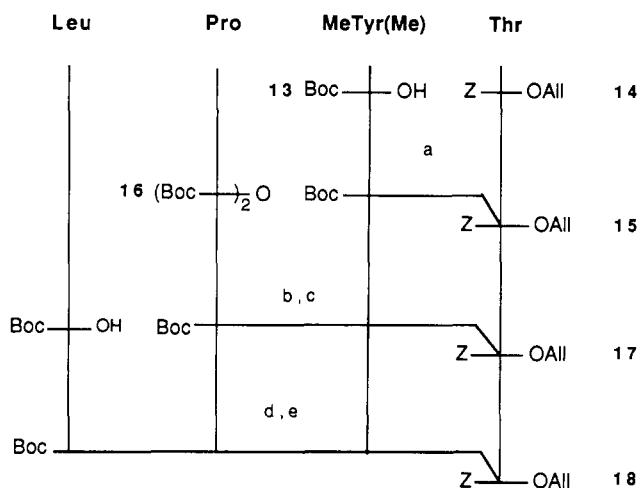 Leu Pro MeTyr(Me) Thr
13 Boc OH Z OAll 14
a
16 (Boc )2 O Boc
Z OAll 15
b , c
Boc OH Boc
Z OAll 17
d , e
Boc
Z OAll 18